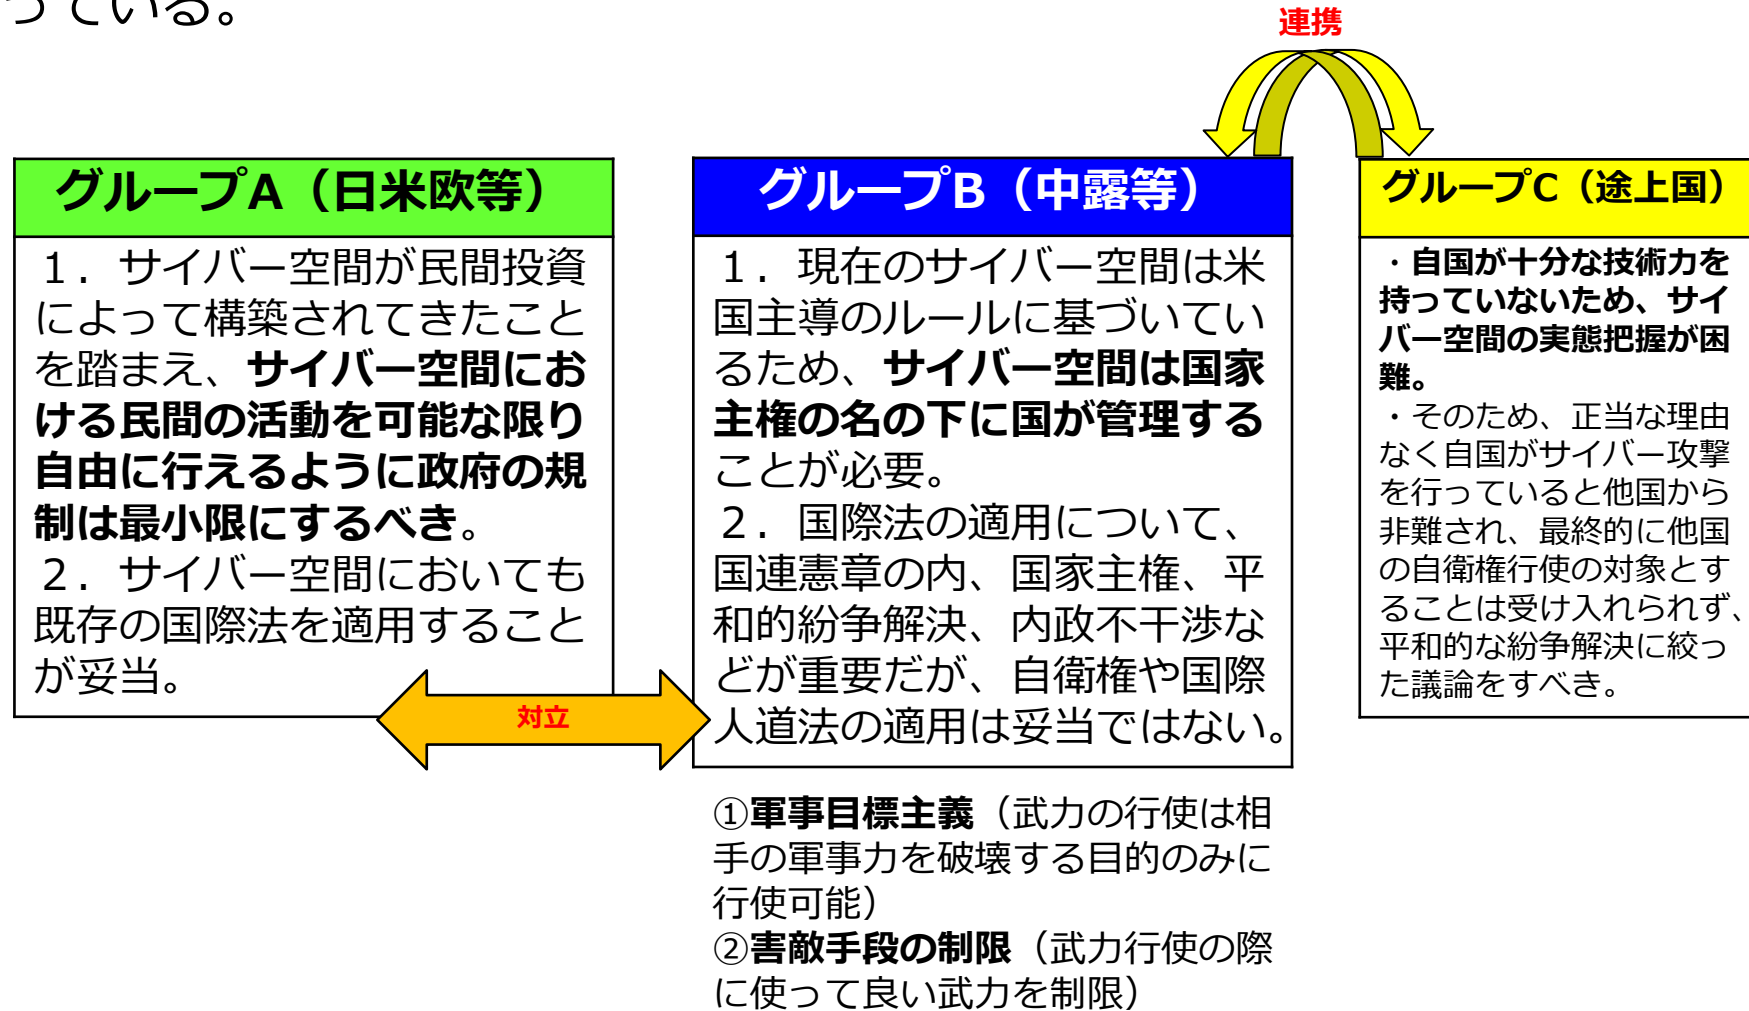 っている。
連携
グループA（日米欧等）
１．サイバー空間が民間投資
によって構築されてきたこと
を踏まえ、サイバー空間にお
ける民間の活動を可能な限り
自由に行えるように政府の規
制は最小限にするべき。
２．サイバー空間においても
既存の国際法を適用すること
が妥当。
対立
グループB（中露等）
１．現在のサイバー空間は米
国主導のルールに基づいてい
るため、サイバー空間は国家
主権の名の下に国が管理する
ことが必要。
２．国際法の適用について、
国連憲章の内、国家主権、平
和的紛争解決、内政不干渉な
どが重要だが、自衛権や国際
人道法の適用は妥当ではない。
①軍事目標主義（武力の行使は相
手の軍事力を破壊する目的のみに
行使可能）
②害敵手段の制限（武力行使の際
に使って良い武力を制限）
グループC（途上国）
・自国が十分な技術力を
持っていないため、サイ
バー空間の実態把握が困
難。
・そのため、正当な理由
なく自国がサイバー攻撃
を行っていると他国から
非難され、最終的に他国
の自衛権行使の対象とす
ることは受け入れられず、
平和的な紛争解決に絞っ
た議論をすべき。